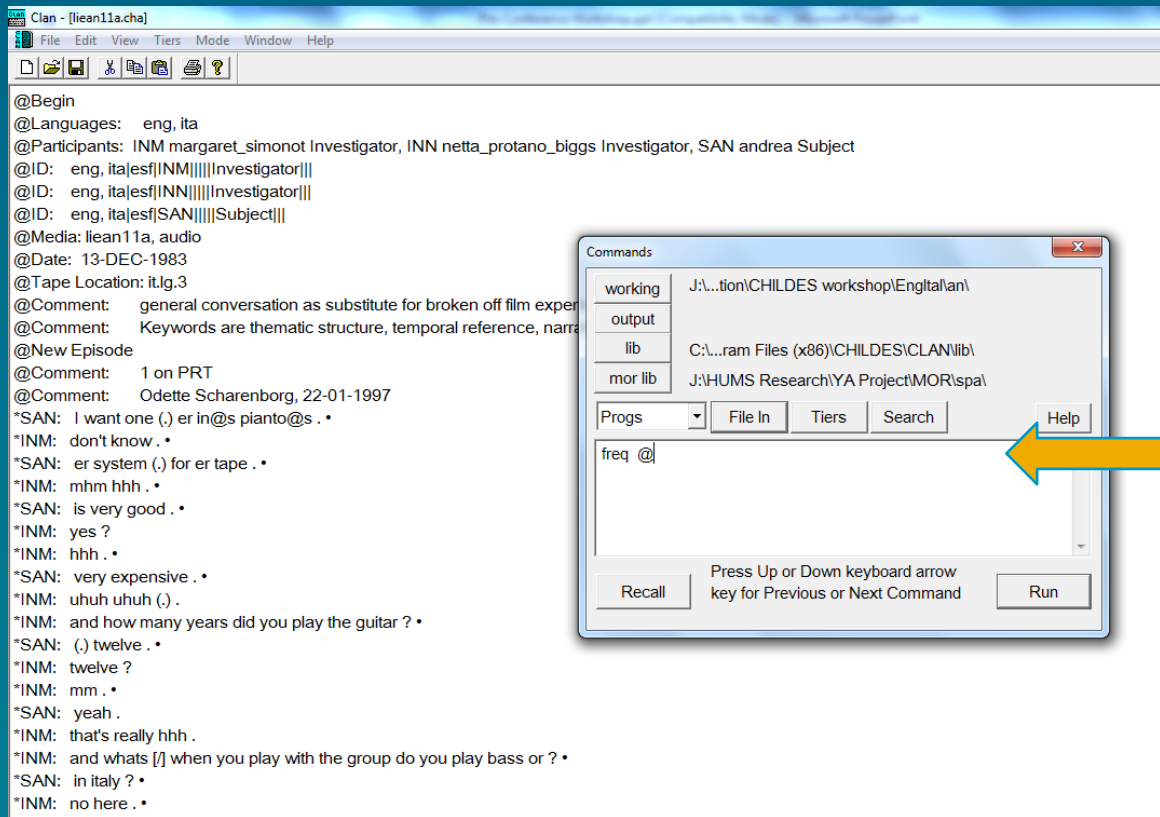 Clan - [liean11a.cha]
File Edit View Tiers Mode Window Help
@Begin
@Languages: eng, ita
@Participants: INM margaret_simonot Investigator, INN netta_protano_biggs Investigator, SAN andrea Subject
@ID: eng, ita|esf|INM|||||Investigator|||
@ID: eng, ita|esf|INN|||||Investigator|||
@ID: eng, ita|esf|SAN|||||Subject|||
@Media: liean11a, audio
@Date: 13-DEC-1983
@Tape Location: it.lg.3
@Comment: general conversation as substitute for broken off film exper
@Comment: Keywords are thematic structure, temporal reference, narra
@New Episode
@Comment: 1 on PRT
@Comment: Odette Scharenborg, 22-01-1997
*SAN: I want one (.) er in@s pianto@s . •
*INM: don't know . •
*SAN: er system (.) for er tape . •
*INM: mhm hhh . •
*SAN: is very good . •
*INM: yes ?
*INM: hhh . •
*SAN: very expensive . •
*INM: uhuh uhuh (.) .
*INM: and how many years did you play the guitar ? •
*SAN: (.) twelve . •
*INM: twelve ?
*INM: mm . •
*SAN: yeah .
*INM: that's really hhh .
*INM: and whats [/] when you play with the group do you play bass or ? •
*SAN: in italy ? •
*INM: no here . •
Commands
working J:\...tion\CHILDES workshop\EngItal\an\
output
lib C:\...ram Files (x86)\CHILDES\CLAN\lib\
mor lib J:\HUMS Research\YA Project\MOR\spa\
Progs File In Tiers Search Help
freq @
Recall
Press Up or Down keyboard arrow
key for Previous or Next Command
Run